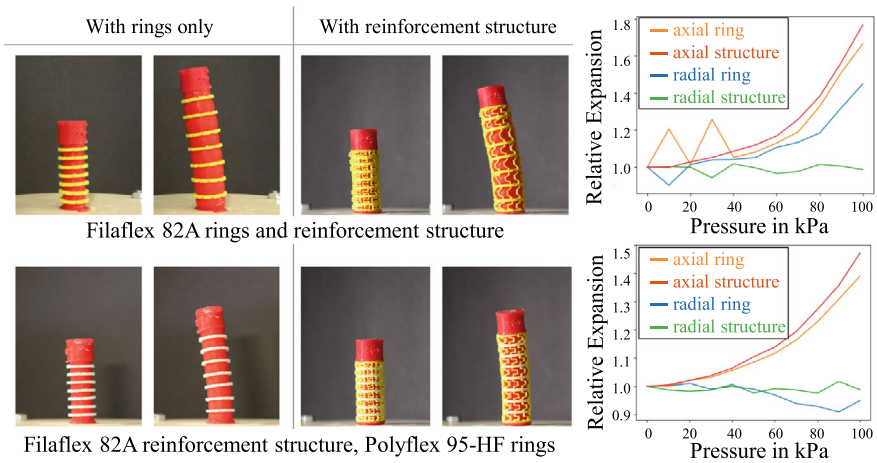 With rings only
With reinforcement structure
Filaflex 82A rings and reinforcement structure
Filaflex 82A reinforcement structure, Polyflex 95-HF rings
Relative Expansion
1.8
1.6
1.4
1.2
1.0
axial ring
axial structure
radial ring
radial structure
0 20 40 60 80 100
Pressure in kPa
Relative Expansion
1.5
1.4
1.3
1.2
1.1
1.0
0.9
axial ring
axial structure
radial ring
radial structure
0 20 40 60 80 100
Pressure in kPa